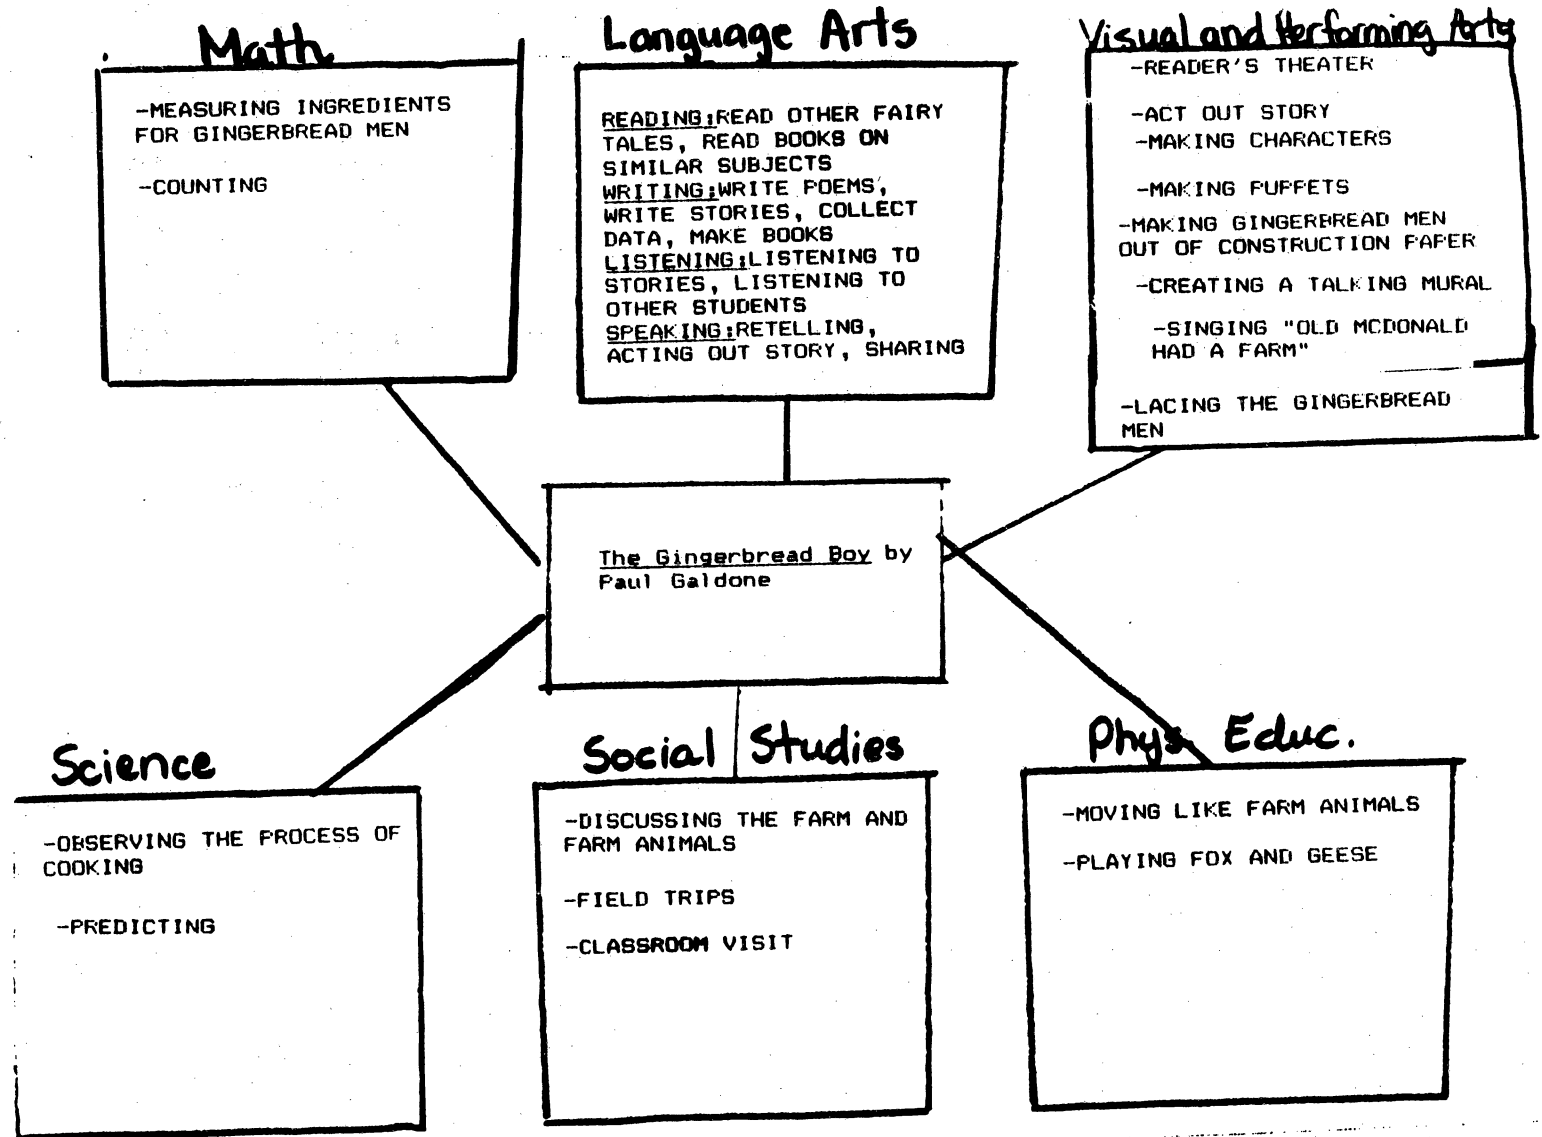 Math
-MEASURING INGREDIENTS
FOR GINGERBREAD MEN
-COUNTING
Language Arts
READING;READ OTHER FAIRY
TALES, READ BOOKS ON
SIMILAR SUBJECTS
WRITING;WRITE POEMS,
WRITE STORIES, COLLECT
DATA, MAKE BOOKS
LISTENING;LISTENING TO
STORIES, LISTENING TO
OTHER STUDENTS
SPEAKING;RETELLING,
ACTING OUT STORY, SHARING
Visual and Performing Arts
-READER'S THEATER
-ACT OUT STORY
-MAKING CHARACTERS
-MAKING PUPPETS
-MAKING GINGERBREAD MEN
OUT OF CONSTRUCTION PAPER
-CREATING A TALKING MURAL
-SINGING "OLD MCDONALD
HAD A FARM"
-LACING THE GINGERBREAD
MEN
The Gingerbread Boy by
Paul Galdone
Science
-OBSERVING THE PROCESS OF
COOKING
-PREDICTING
Social Studies
-DISCUSSING THE FARM AND
FARM ANIMALS
-FIELD TRIPS
-CLASSROOM VISIT
Phys. Educ.
-MOVING LIKE FARM ANIMALS
-PLAYING FOX AND GEESE